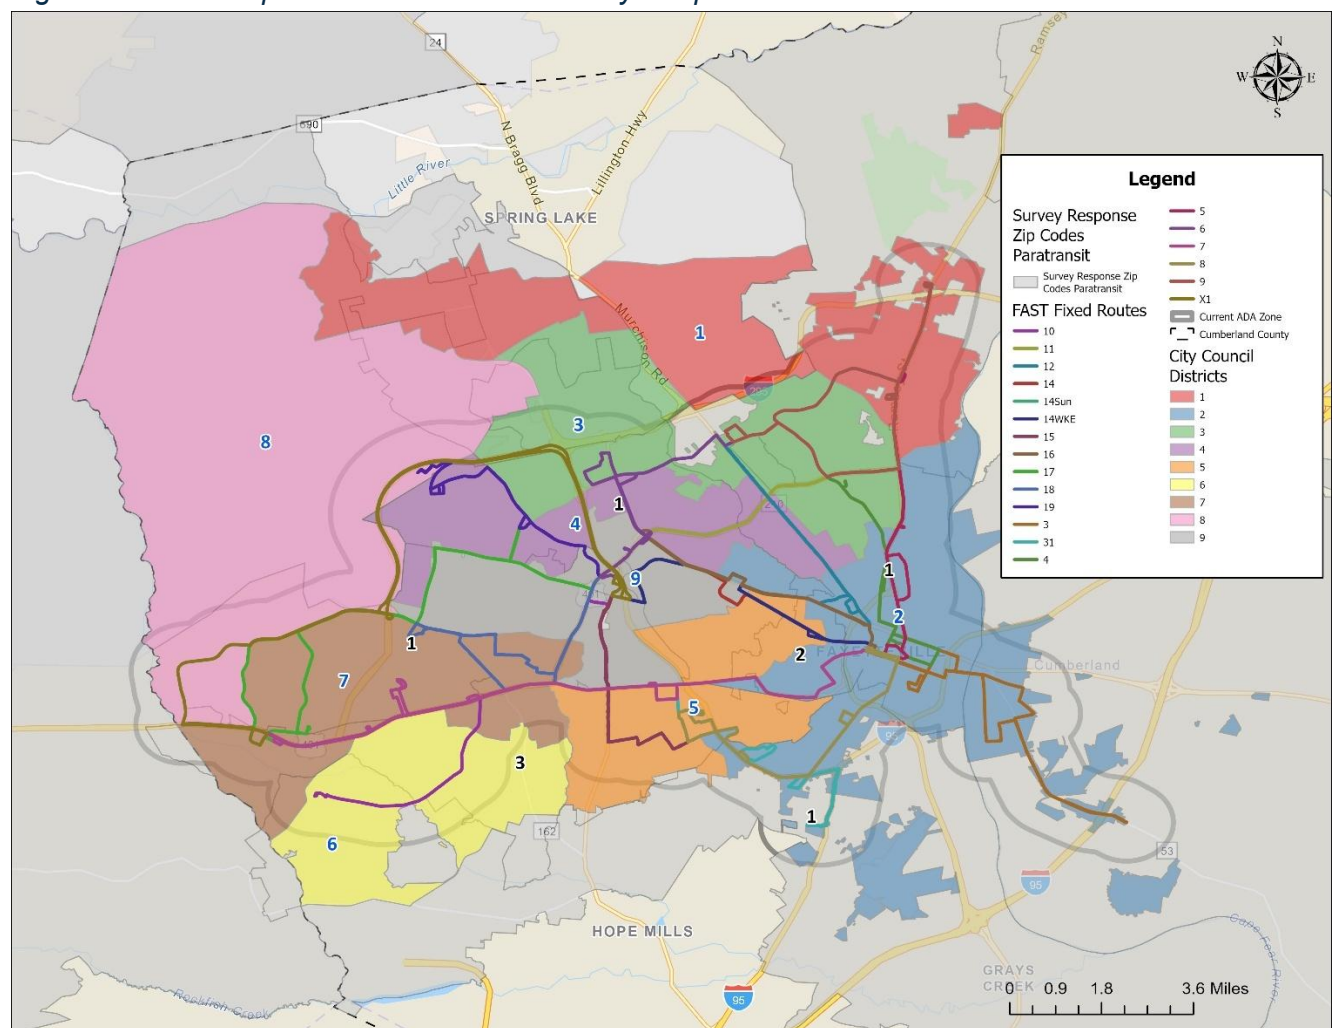 24
Ramsey
N
W E
S
690
N Bragg Blvd
Lillington Hwy
Little River
SPRING LAKE
Legend
Survey Response
Zip Codes
Paratransit
Survey Response Zip
Codes Paratransit
FAST Fixed Routes
10
11
12
14
14Sun
14WKE
15
16
17
18
19
3
31
4
5
6
7
8
9
X1
Current ADA Zone
Cumberland County
City Council
Districts
1
2
3
4
5
6
7
8
9
Murchison Rd
1
3
8
1
4
1
9
2
1
2
Cumberland
7
5
3
95
1
162
6
53
95
HOPE MILLS
Cape Fear River
GRAYS
CREEK
Rockfish Creek
95
0 0.9 1.8 3.6 Miles